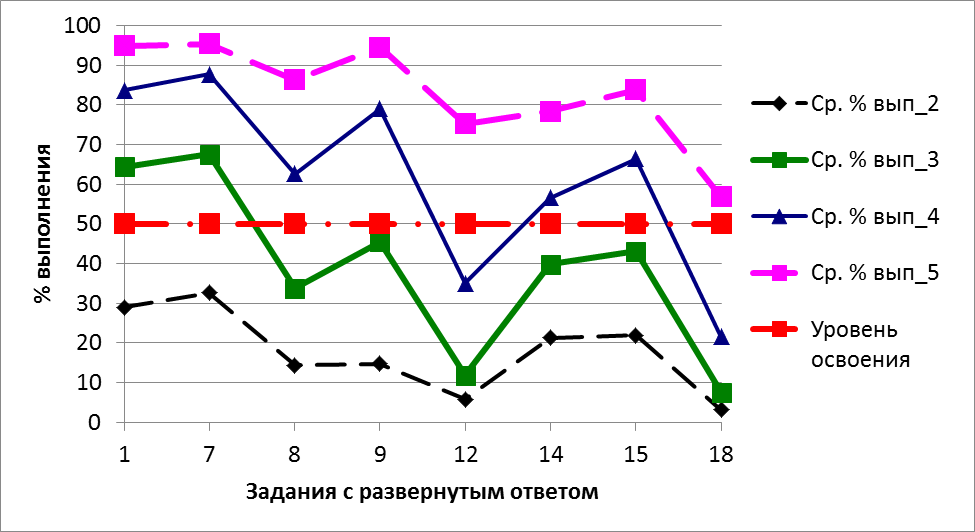 100
90
80
70
60
50
40
30
20
10
0
% выполнения
1 7 8 9 12 14 15 18
Задания с развернутым ответом
Ср. % вып_2
Ср. % вып_3
Ср. % вып_4
Ср. % вып_5
Уровень
освоения